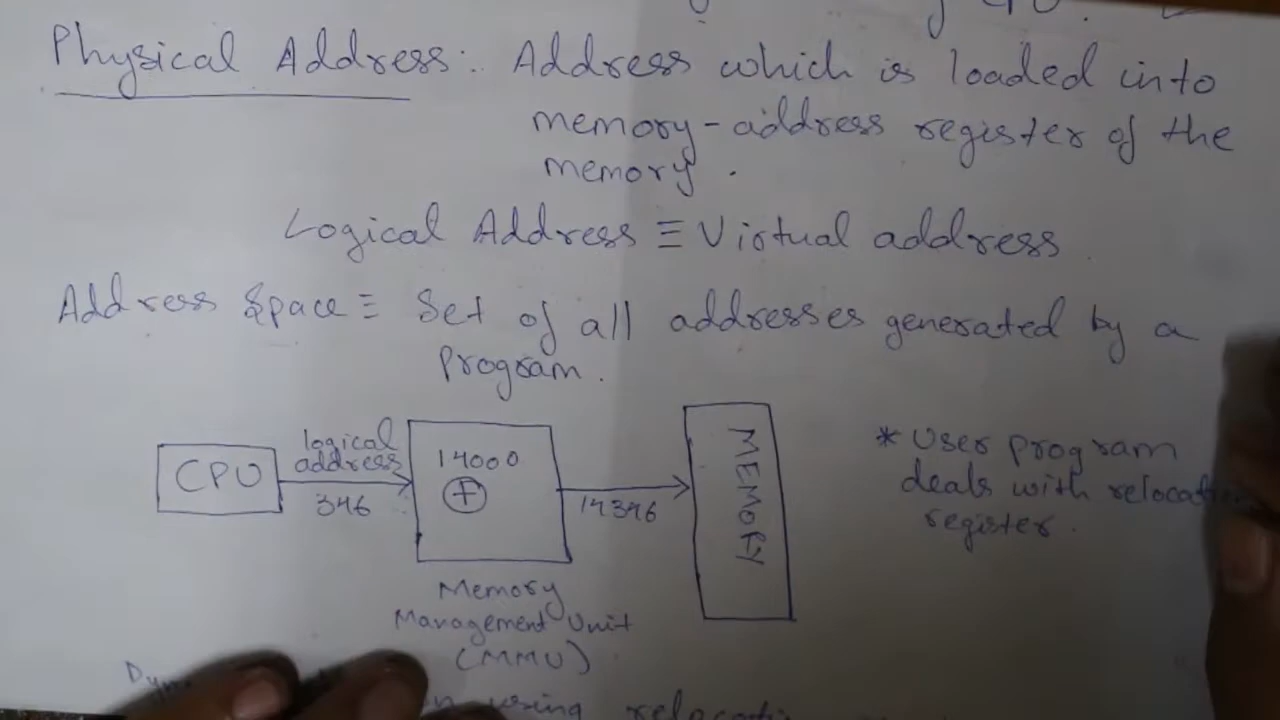 Physical Address: Address which is loaded into
memory-address register of the
memory.
Logical Address ≡ Virtual address
Address Space ≡ Set of all addresses generated by a
program.
CPU
logical
address
346
14000
+
14346
MEMORY
* User program
deals with relocation
register.
Memory
Management Unit
(MMU)
using